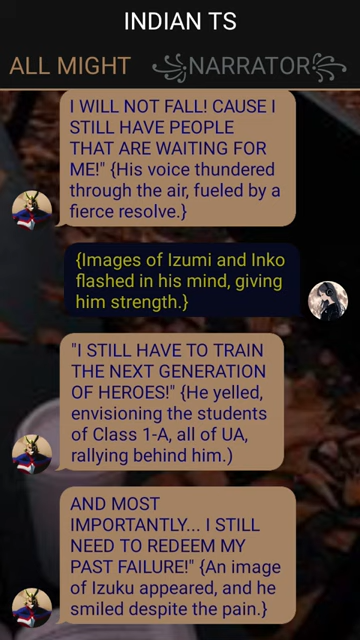 INDIAN TS
ALL MIGHT
NARRATOR
I WILL NOT FALL! CAUSE I
STILL HAVE PEOPLE
THAT ARE WAITING FOR
ME!" {His voice thundered
through the air, fueled by a
fierce resolve.}
{Images of Izumi and Inko
flashed in his mind, giving
him strength.}
"I STILL HAVE TO TRAIN
THE NEXT GENERATION
OF HEROES!" {He yelled,
envisioning the students
of Class 1-A, all of UA,
rallying behind him.)
AND MOST
IMPORTANTLY... I STILL
NEED TO REDEEM MY
PAST FAILURE!" {An image
of Izuku appeared, and he
smiled despite the pain.}